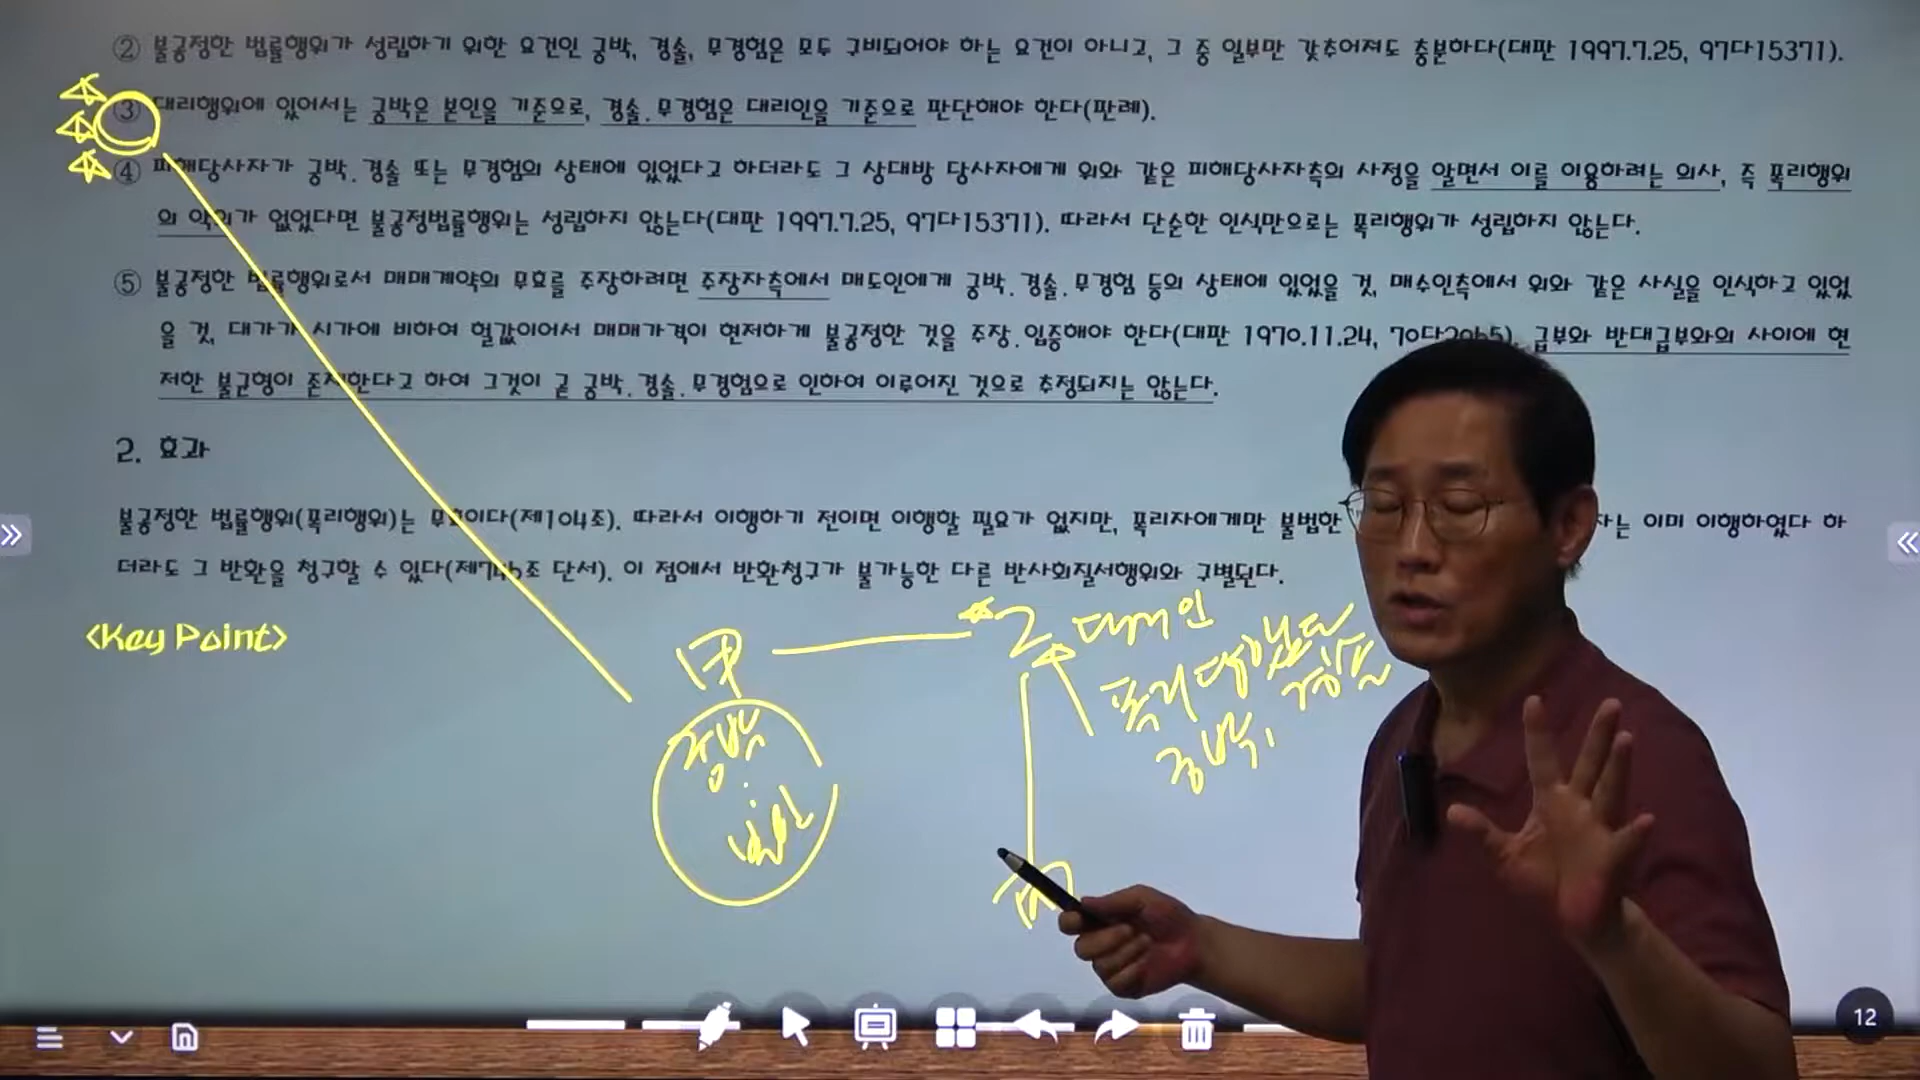 ② 불공정한 법률행위가 성립하기 위한 요건인 궁박, 경솔, 무경험은 모두 구비되어야 하는 요건이 아니고, 그 중 일부만 갖추어져도 충분하다(대판 1997.7.25, 97다15371).
③ 대리행위에 있어서는 궁박은 본인을 기준으로, 경솔.무경험은 대리인을 기준으로 판단해야 한다(판례).
④ 피해당사자가 궁박.경솔 또는 무경험의 상태에 있었다고 하더라도 그 상대방 당사자에게 위와 같은 피해당사자측의 사정을 알면서 이를 이용하려는 의사, 즉 폭리행위
의 악의가 없었다면 불공정법률행위는 성립하지 않는다(대판 1997.7.25, 97다15371). 따라서 단순한 인식만으로는 폭리행위가 성립하지 않는다.
⑤ 불공정한 법률행위로서 매매계약의 무효를 주장하려면 주장자측에서 매도인에게 궁박.경솔.무경험 등의 상태에 있었을 것, 매수인측에서 위와 같은 사실을 인식하고 있었
을 것, 대가가 시가에 비하여 헐값이어서 매매가격이 현저하게 불공정한 것을 주장.입증해야 한다(대판 1970.11.24, 70다2065). 급부와 반대급부와의 사이에 현
저한 불균형이 존재한다고 하여 그것이 곧 궁박.경솔.무경험으로 인하여 이루어진 것으로 추정되지는 않는다.
2. 효과
불공정한 법률행위(폭리행위)는 무효이다(제104조). 따라서 이행하기 전이면 이행할 필요가 없지만, 폭리자에게만 불법한 자는 이미 이행하였다 하
더라도 그 반환을 청구할 수 있다(제746조 단서). 이 점에서 반환청구가 불가능한 다른 반사회질서행위와 구별된다.
<Key Point>
甲 乙 대리인
폭리
궁박 궁박,
본인
丙
12